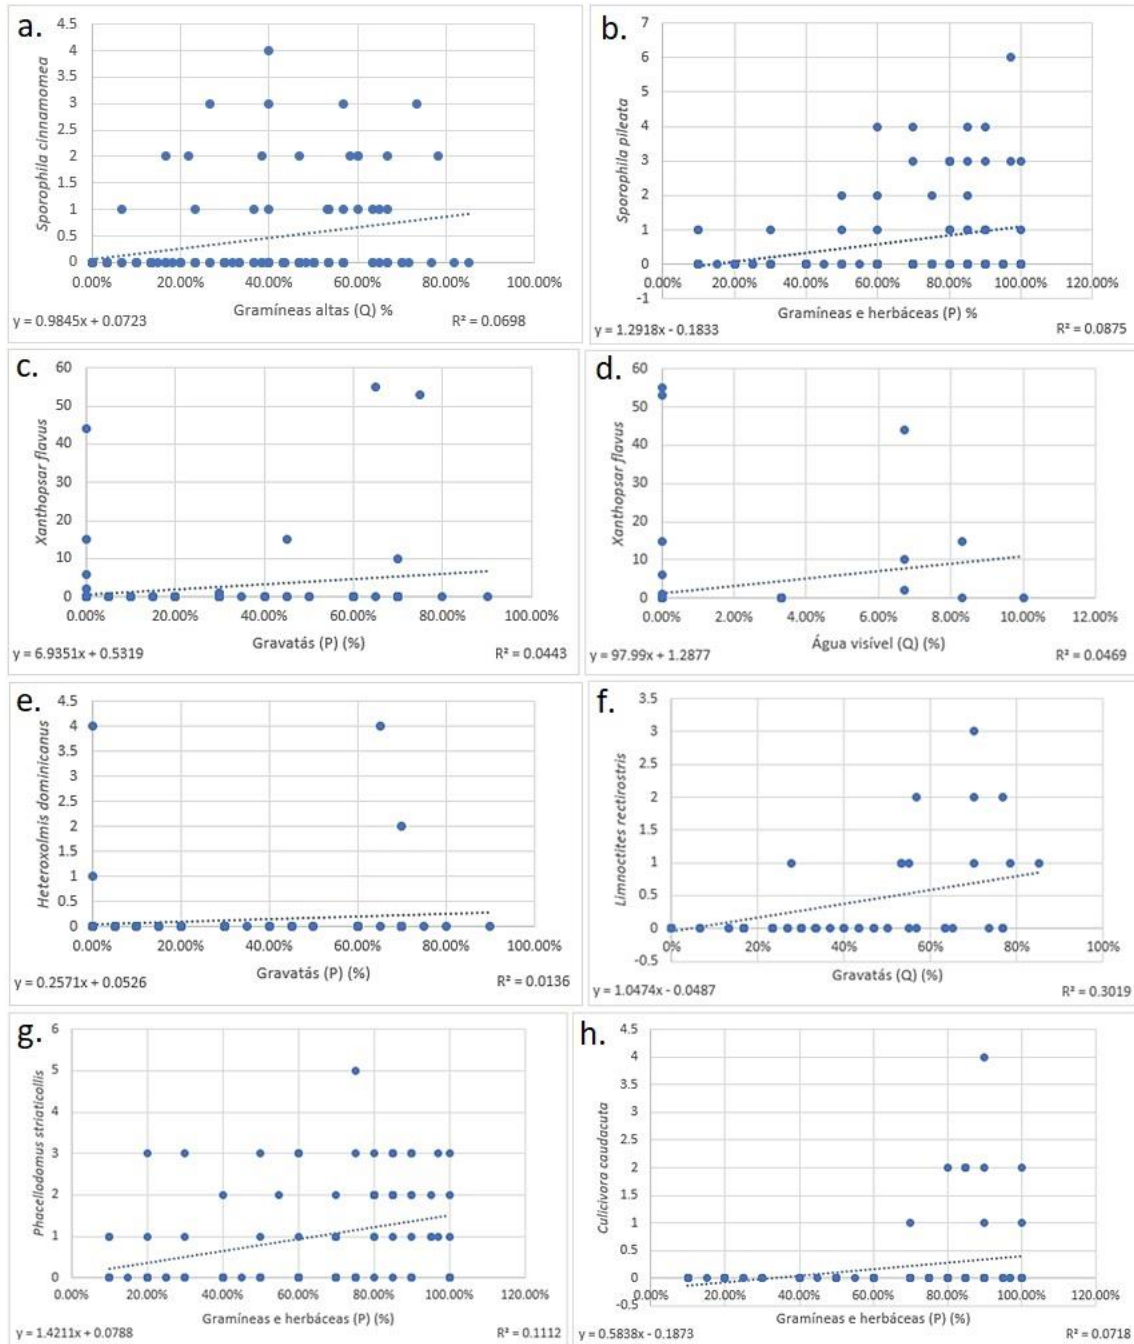 a.
4.5
4
3.5
3
2.5
2
1.5
1
0.5
0
Sporophila cinnamomea
0.00% 20.00% 40.00% 60.00% 80.00% 100.00%
Gramíneas altas (Q) %
y = 0.9845x + 0.0723
R² = 0.0698
b.
7
6
5
4
3
2
1
0
-1
Sporophila pileata
0.00% 20.00% 40.00% 60.00% 80.00% 100.00% 120.00%
Gramíneas e herbáceas (P) %
y = 1.2918x - 0.1833
R² = 0.0875
c.
60
50
40
30
20
10
0
Xanthopsar flavus
0.00% 20.00% 40.00% 60.00% 80.00% 100.00%
Gravatás (P) (%)
y = 6.9351x + 0.5319
R² = 0.0443
d.
60
50
40
30
20
10
0
Xanthopsar flavus
0.00% 2.00% 4.00% 6.00% 8.00% 10.00% 12.00%
Água visível (Q) (%)
y = 97.99x + 1.2877
R² = 0.0469
e.
4.5
4
3.5
3
2.5
2
1.5
1
0.5
0
Heteroxolmis dominicanus
0.00% 20.00% 40.00% 60.00% 80.00% 100.00%
Gravatás (P) (%)
y = 0.2571x + 0.0526
R² = 0.0136
f.
3.5
3
2.5
2
1.5
1
0.5
0
-0.5
Limnoctites rectirostris
0% 20% 40% 60% 80% 100%
Gravatás (Q) (%)
y = 1.0474x - 0.0487
R² = 0.3019
g.
6
5
4
3
2
1
0
Phacellodomus striaticollis
0.00% 20.00% 40.00% 60.00% 80.00% 100.00% 120.00%
Gramíneas e herbáceas (P) (%)
y = 1.4211x + 0.0788
R² = 0.1112
h.
4.5
4
3.5
3
2.5
2
1.5
1
0.5
0
-0.5
Culicivora caudacuta
0.00% 20.00% 40.00% 60.00% 80.00% 100.00% 120.00%
Gramíneas e herbáceas (P) (%)
y = 0.5838x - 0.1873
R² = 0.0718